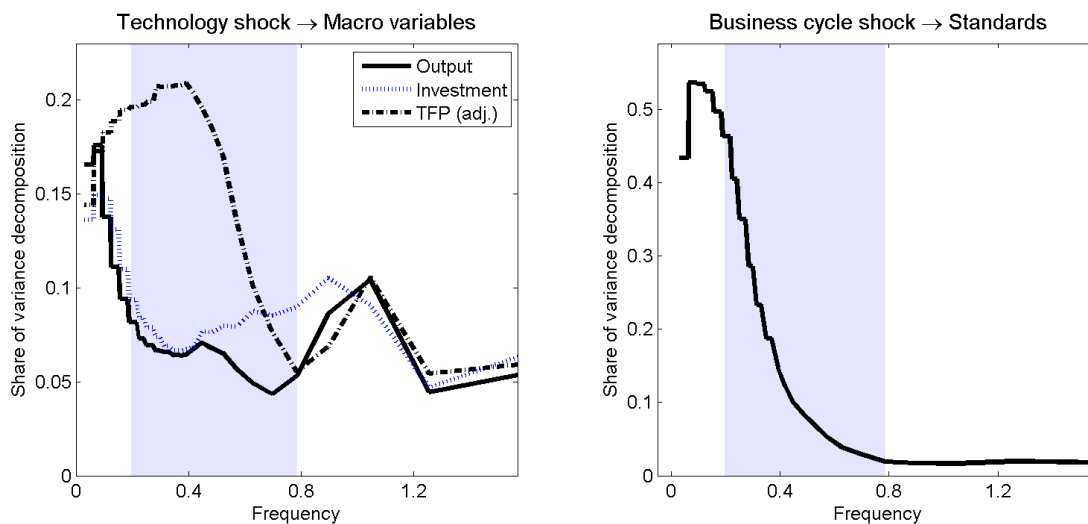 Technology shock → Macro variables
Share of variance decomposition
0.2
0.15
0.1
0.05
0
0 0.4 0.8 1.2
Frequency
Output
Investment
TFP (adj.)
Business cycle shock → Standards
Share of variance decomposition
0.5
0.4
0.3
0.2
0.1
0
0 0.4 0.8 1.2
Frequency